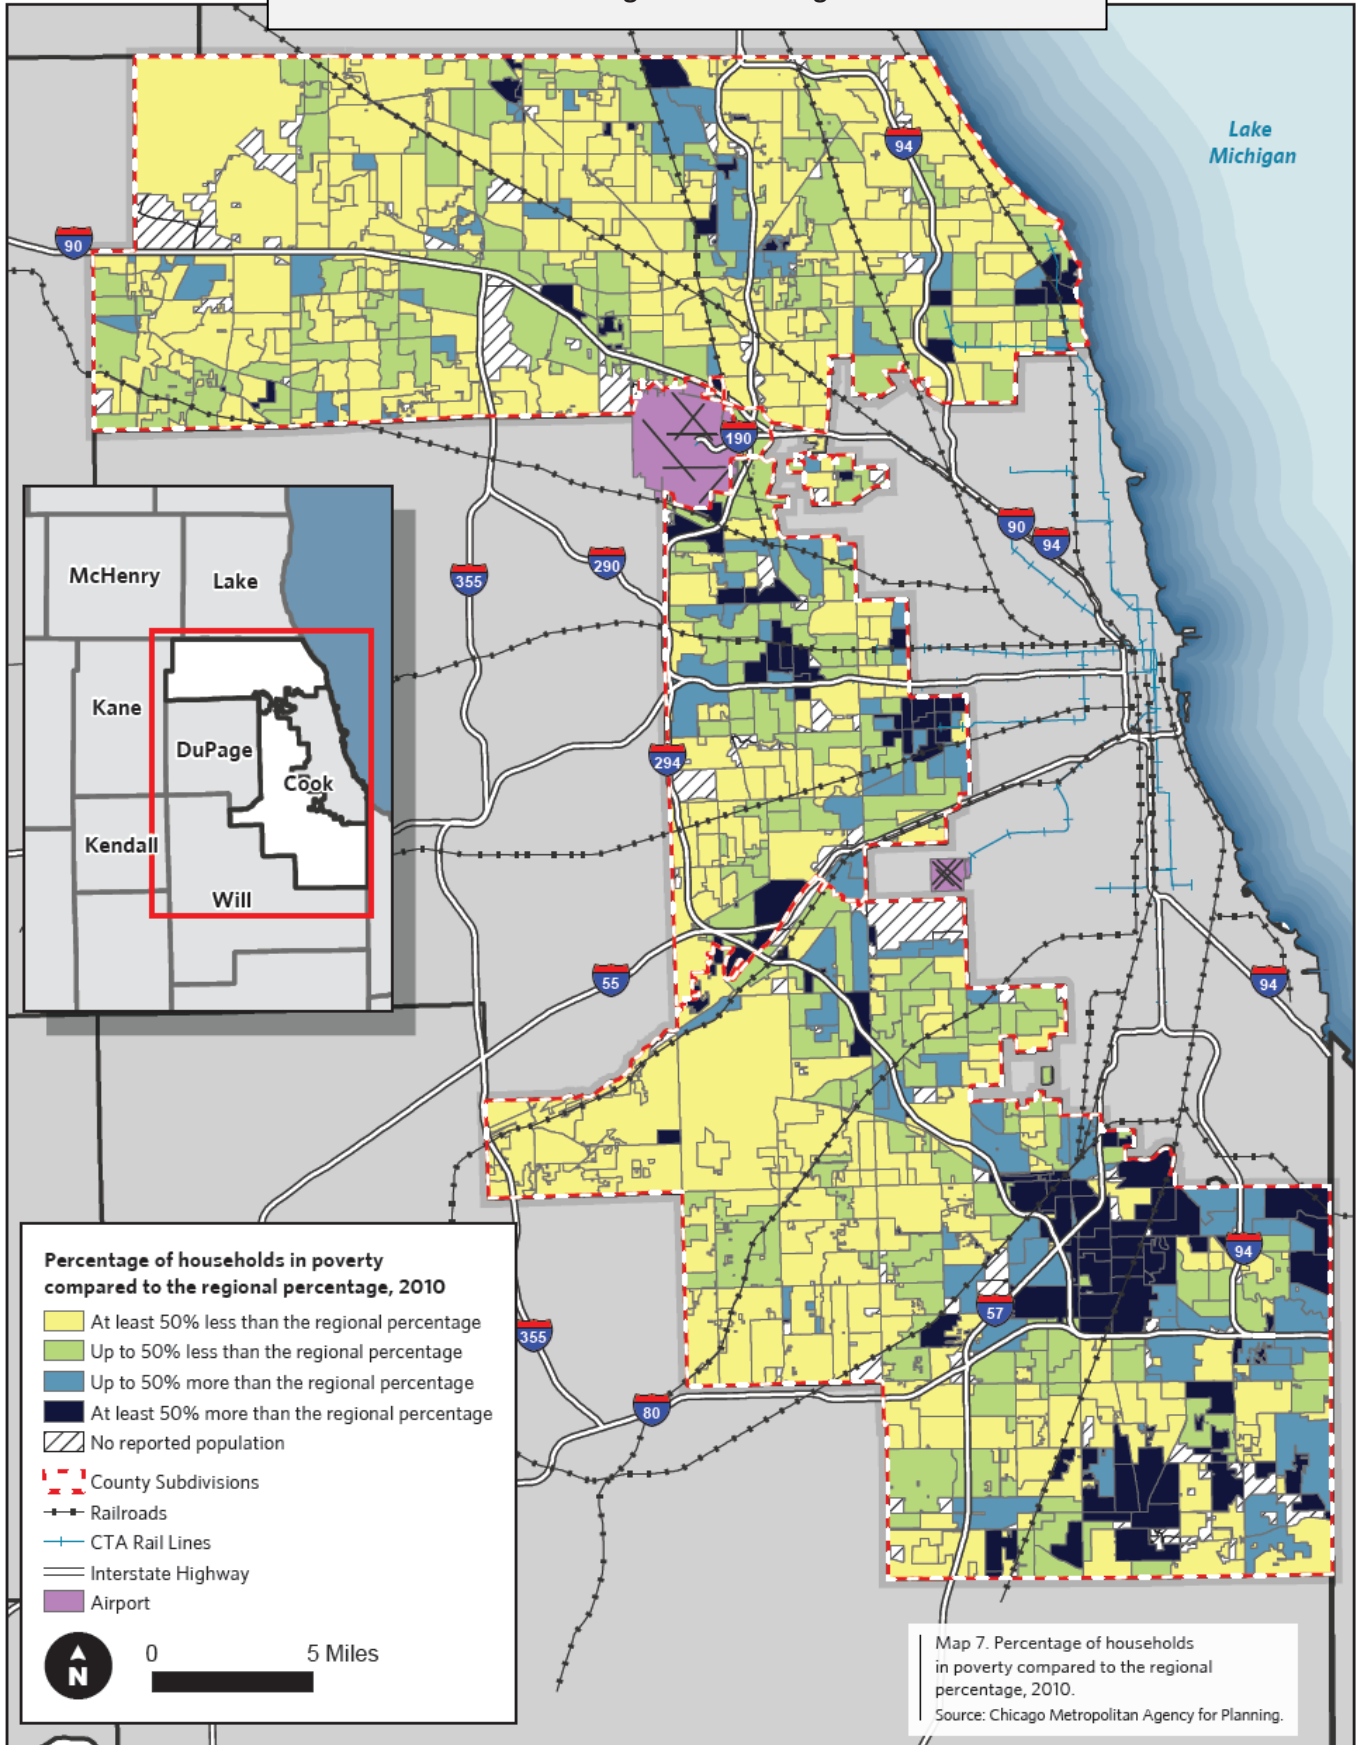 Lake
Michigan
94
90
190
90
94
290
355
McHenry
Lake
Kane
DuPage
Cook
294
Kendall
Will
55
94
94
57
355
80
Percentage of households in poverty
compared to the regional percentage, 2010
At least 50% less than the regional percentage
Up to 50% less than the regional percentage
Up to 50% more than the regional percentage
At least 50% more than the regional percentage
No reported population
County Subdivisions
Railroads
CTA Rail Lines
Interstate Highway
Airport
N
0 5 Miles
Map 7. Percentage of households
in poverty compared to the regional
percentage, 2010.
Source: Chicago Metropolitan Agency for Planning.